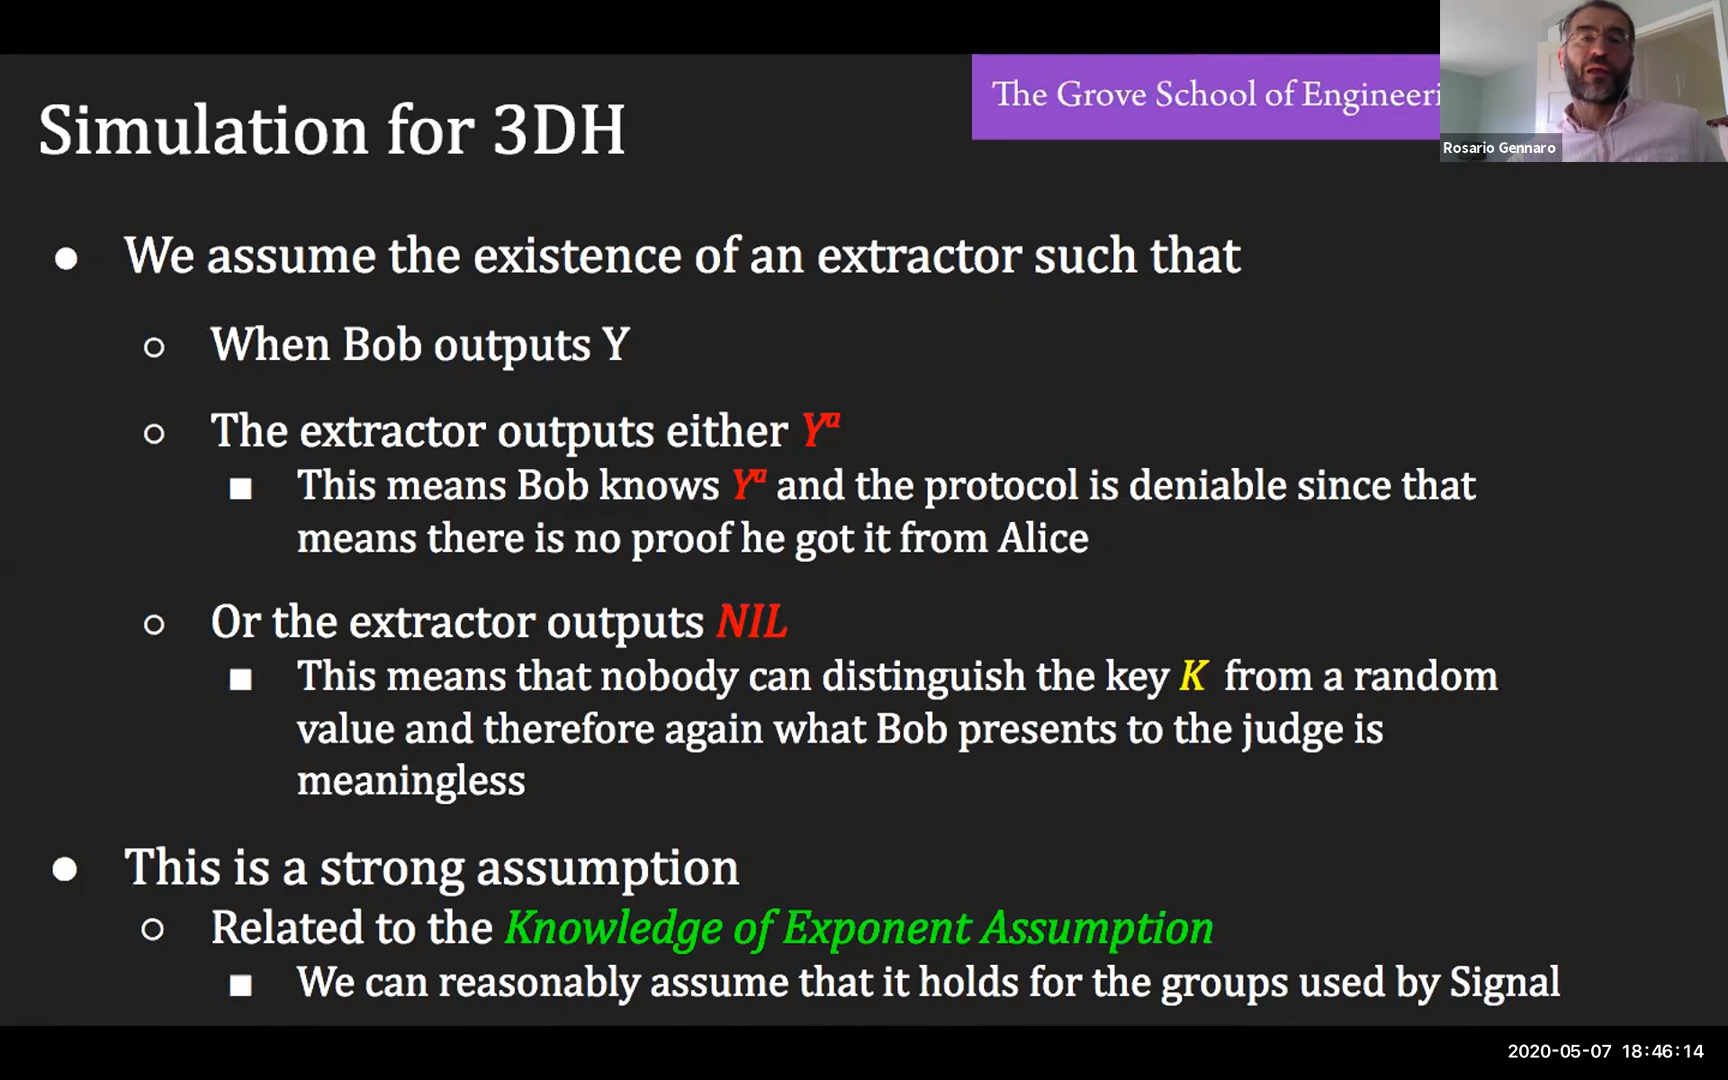 The Grove School of Engineeri
Rosario Gennaro
Simulation for 3DH
● We assume the existence of an extractor such that
○ When Bob outputs Y
○ The extractor outputs either Yᵃ
■ This means Bob knows Yᵃ and the protocol is deniable since that
means there is no proof he got it from Alice
○ Or the extractor outputs NIL
■ This means that nobody can distinguish the key K from a random
value and therefore again what Bob presents to the judge is
meaningless
● This is a strong assumption
○ Related to the Knowledge of Exponent Assumption
■ We can reasonably assume that it holds for the groups used by Signal
2020-05-07 18:46:14